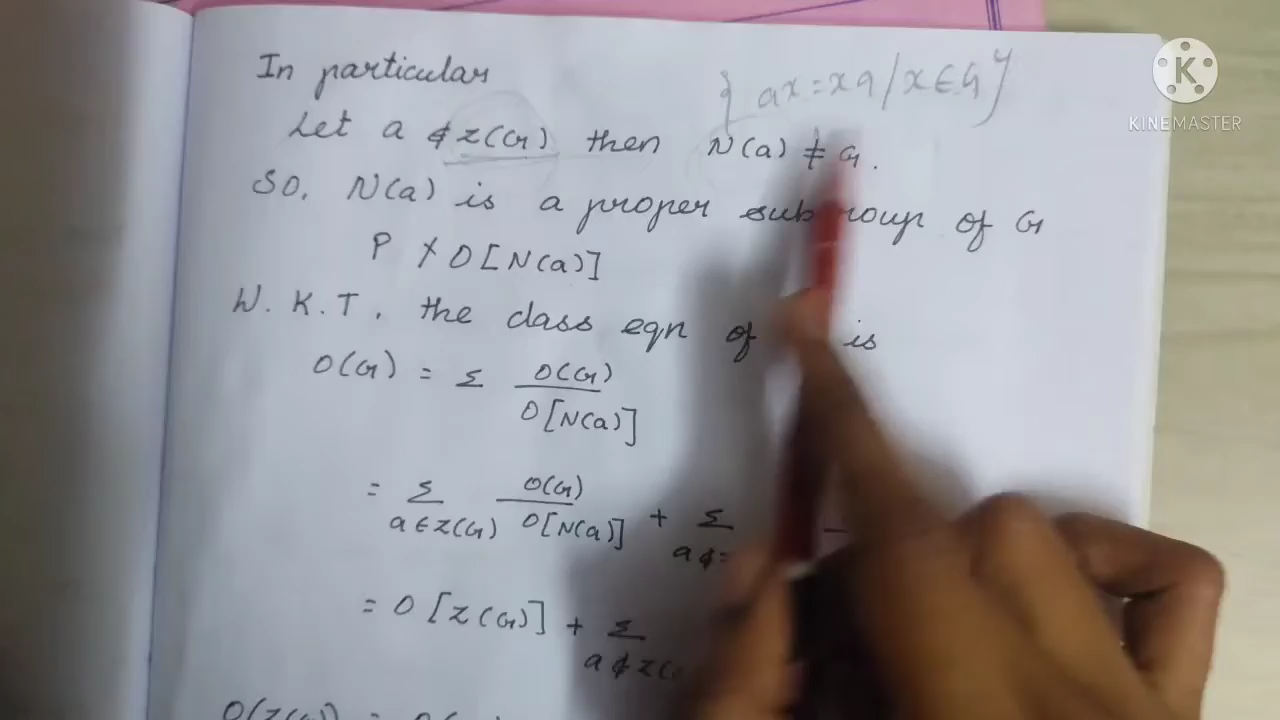 In particular
{ax = xa / x ∈ G}
Let a ∉ Z(G) then N(a) ≠ G.
So, N(a) is a proper subgroup of G
P ∤ O[N(a)]
W.K.T, the class eqn of is
O(G) = Σ O(G) / O[N(a)]
= Σ a∈Z(G) O(G) / O[N(a)] + Σ a∉
= O[Z(G)] + Σ a∉Z(
O(Z(G)) =
K
KINEMASTER